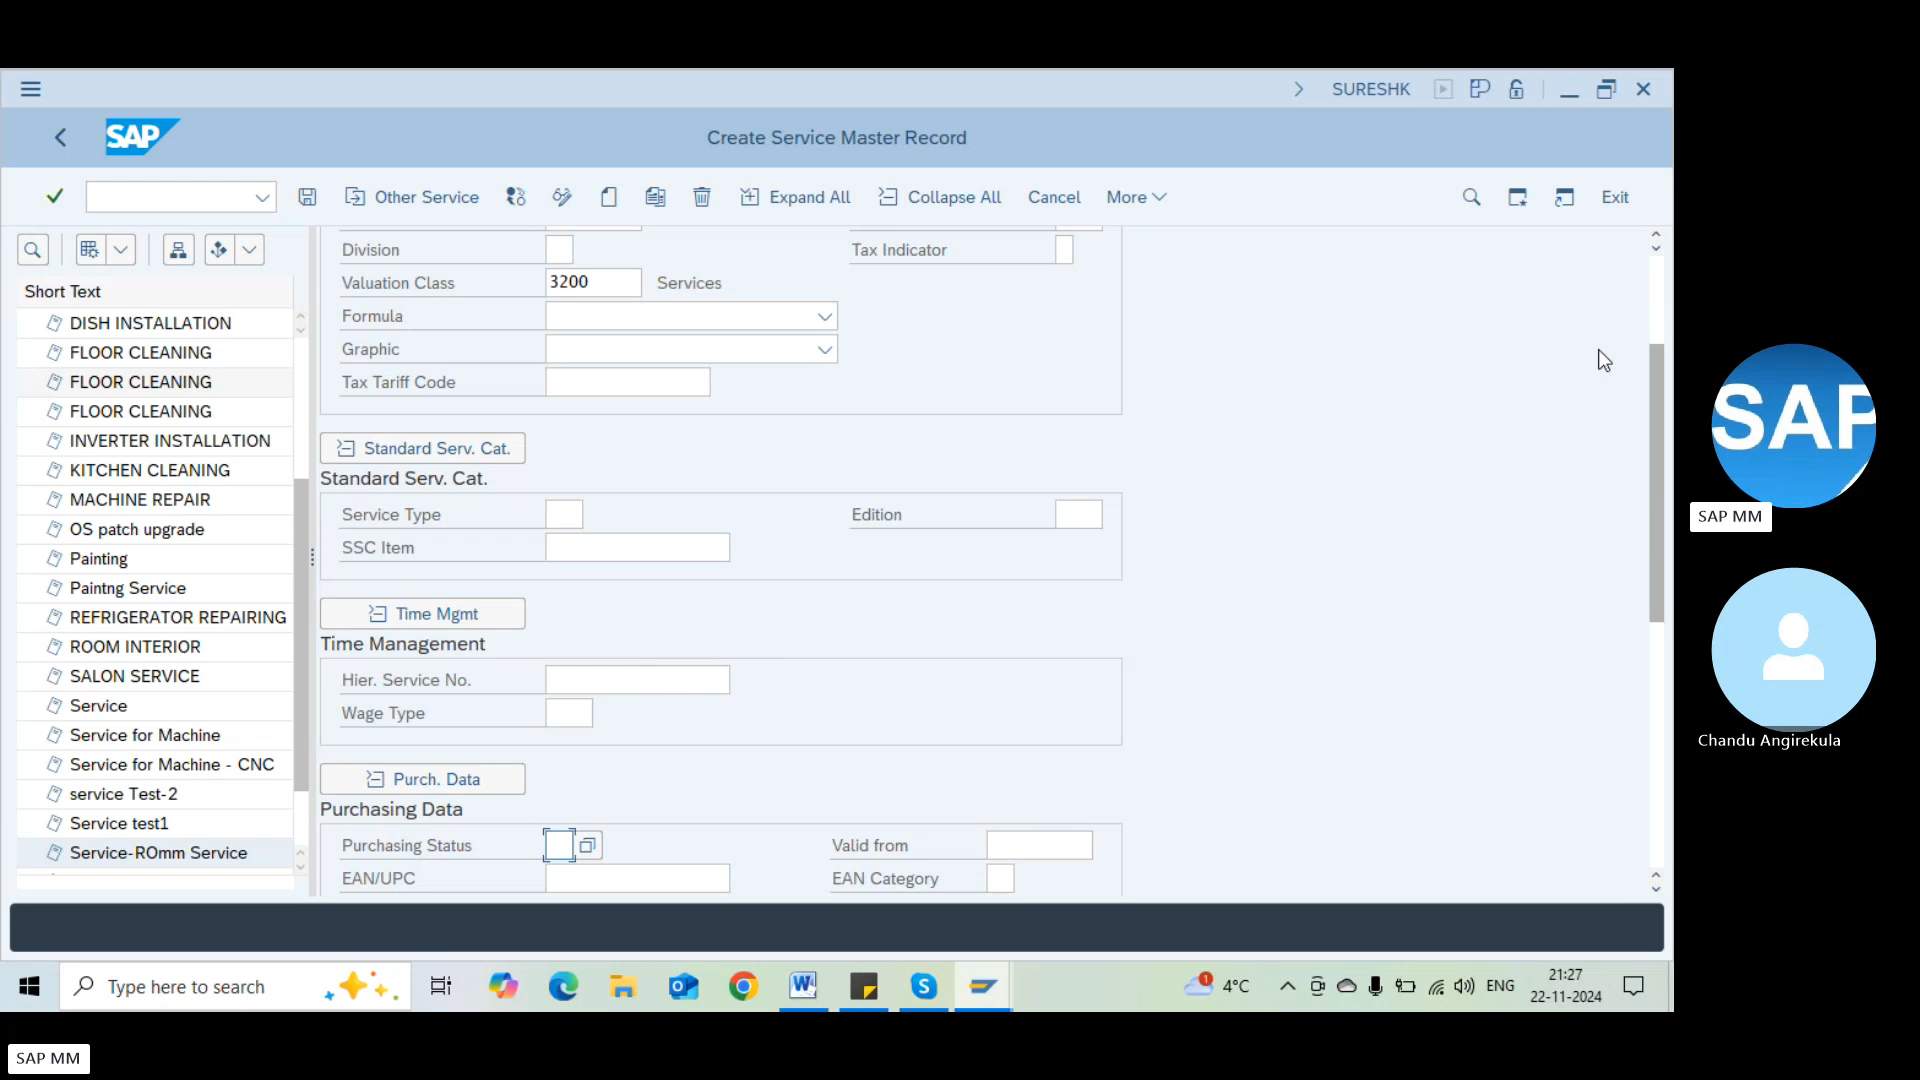 SURESHK
SAP
Create Service Master Record
Other Service
Expand All
Collapse All
Cancel
More
Exit
Short Text
DISH INSTALLATION
FLOOR CLEANING
FLOOR CLEANING
FLOOR CLEANING
INVERTER INSTALLATION
KITCHEN CLEANING
MACHINE REPAIR
OS patch upgrade
Painting
Paintng Service
REFRIGERATOR REPAIRING
ROOM INTERIOR
SALON SERVICE
Service
Service for Machine
Service for Machine - CNC
service Test-2
Service test1
Service-ROmm Service
Division
Tax Indicator
Valuation Class 3200 Services
Formula
Graphic
Tax Tariff Code
Standard Serv. Cat.
Standard Serv. Cat.
Service Type
Edition
SSC Item
Time Mgmt
Time Management
Hier. Service No.
Wage Type
Purch. Data
Purchasing Data
Purchasing Status
Valid from
EAN/UPC
EAN Category
SAP
SAP MM
Chandu Angirekula
Type here to search
1
4°C
ENG
21:27
22-11-2024
SAP MM